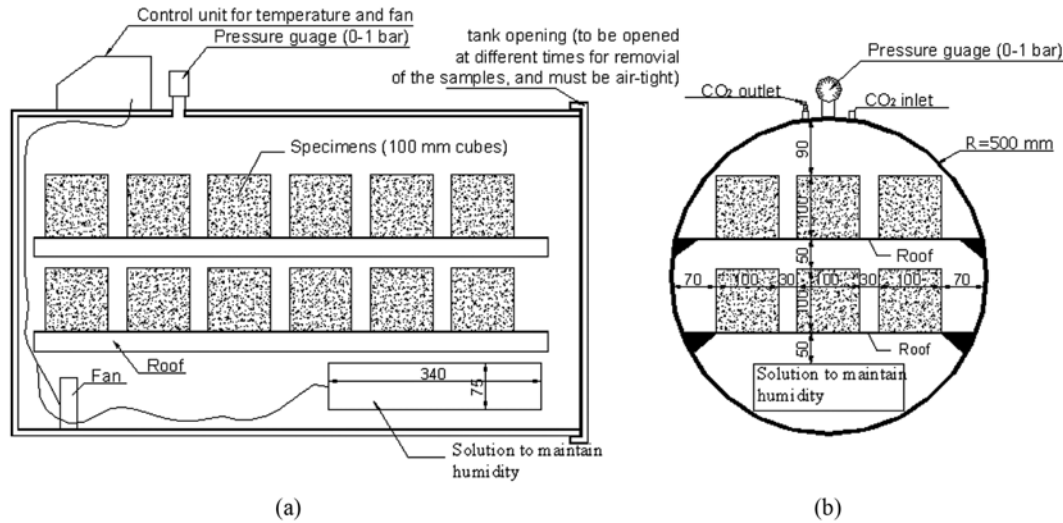 Control unit for temperature and fan
Pressure guage (0-1 bar)
tank opening (to be opened
at different times for removial
of the samples, and must be air-tight)
Specimens (100 mm cubes)
Roof
Fan
340
75
Solution to maintain
humidity
(a)
Pressure guage (0-1 bar)
CO₂ outlet
CO₂ inlet
R=500 mm
90
100
Roof
50
70
100
30
100
30
100
70
100
Roof
50
Solution to maintain
humidity
(b)